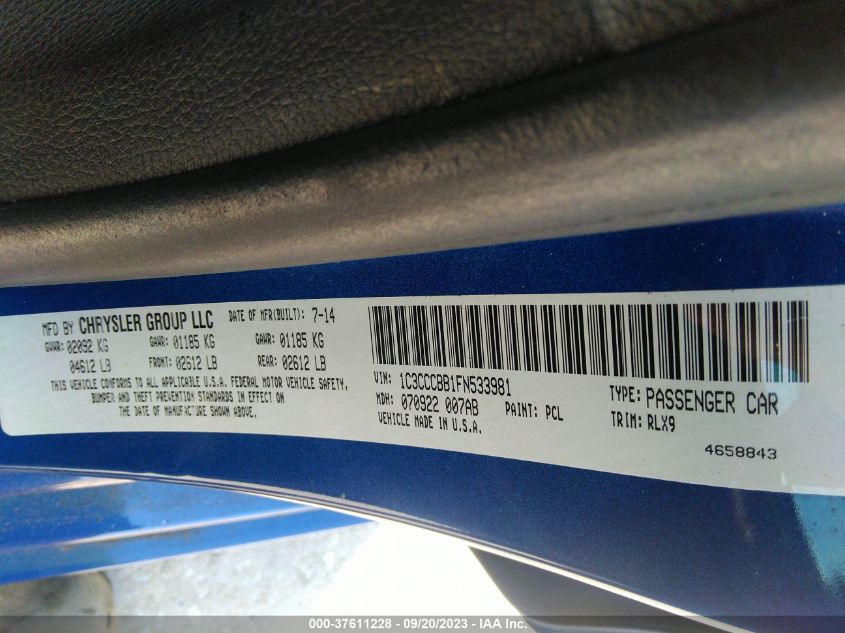 MFD BY CHRYSLER GROUP LLC DATE OF MFR(BUILT): 7-14
GVWR: 02092 KG GAWR: 01185 KG GAWR: 01185 KG
04612 LB FRONT: 02612 LB REAR: 02612 LB
THIS VEHICLE CONFORMS TO ALL APPLICABLE U.S.A. FEDERAL MOTOR VEHICLE SAFETY,
BUMPER AND THEFT PREVENTION STANDARDS IN EFFECT ON
THE DATE OF MANUFACTURE SHOWN ABOVE.
VIN: 1C3CCCBB1FN533981 TYPE: PASSENGER CAR
MDH: 070922 007AB PAINT: PCL TRIM: RLX9
VEHICLE MADE IN U.S.A.
4658843
000-37611228 - 09/20/2023 - IAA Inc.